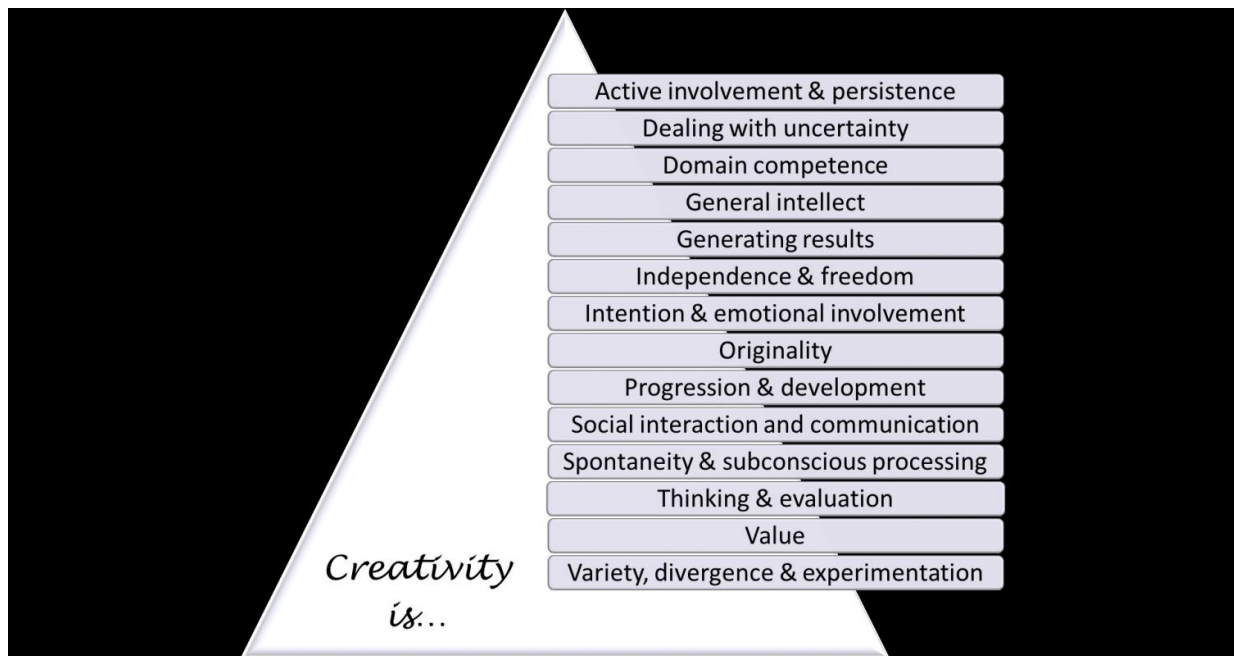 Active involvement & persistence
Dealing with uncertainty
Domain competence
General intellect
Generating results
Independence & freedom
Intention & emotional involvement
Originality
Progression & development
Social interaction and communication
Spontaneity & subconscious processing
Thinking & evaluation
Value
Variety, divergence & experimentation
Creativity
is...